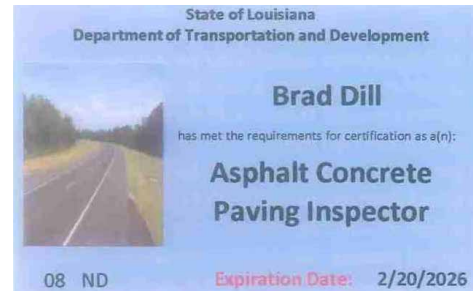 State of Louisiana
Department of Transportation and Development
Brad Dill
has met the requirements for certification as a(n):
Asphalt Concrete
Paving Inspector
08 ND
Expiration Date: 2/20/2026